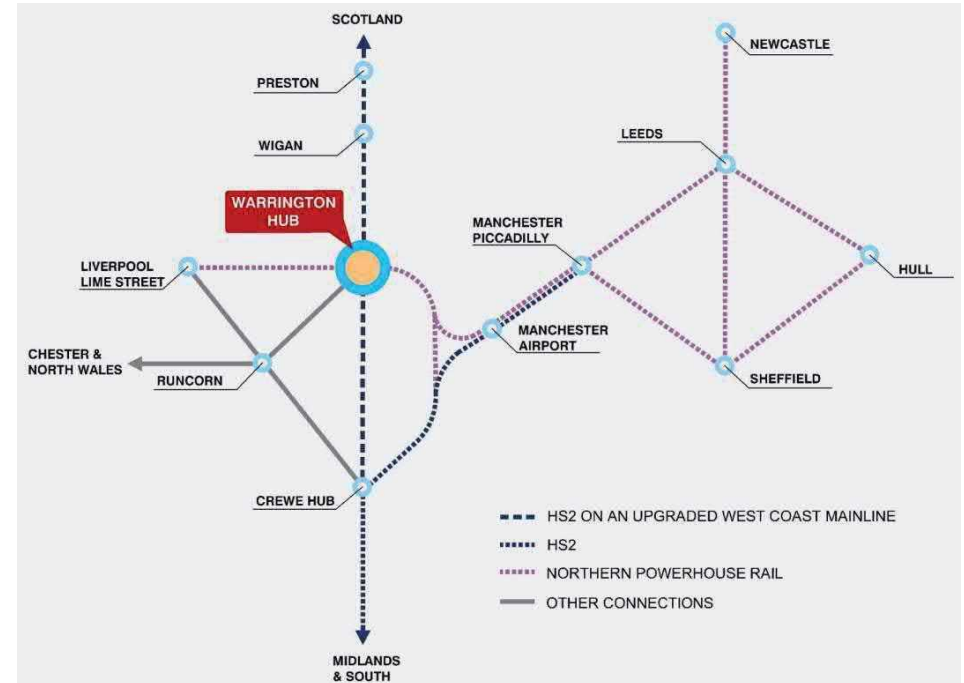 SCOTLAND
PRESTON
WIGAN
WARRINGTON
HUB
LIVERPOOL
LIME STREET
CHESTER &
NORTH WALES
RUNCORN
CREWE HUB
MIDLANDS
& SOUTH
NEWCASTLE
LEEDS
MANCHESTER
PICCADILLY
HULL
MANCHESTER
AIRPORT
SHEFFIELD
HS2 ON AN UPGRADED WEST COAST MAINLINE
HS2
NORTHERN POWERHOUSE RAIL
OTHER CONNECTIONS